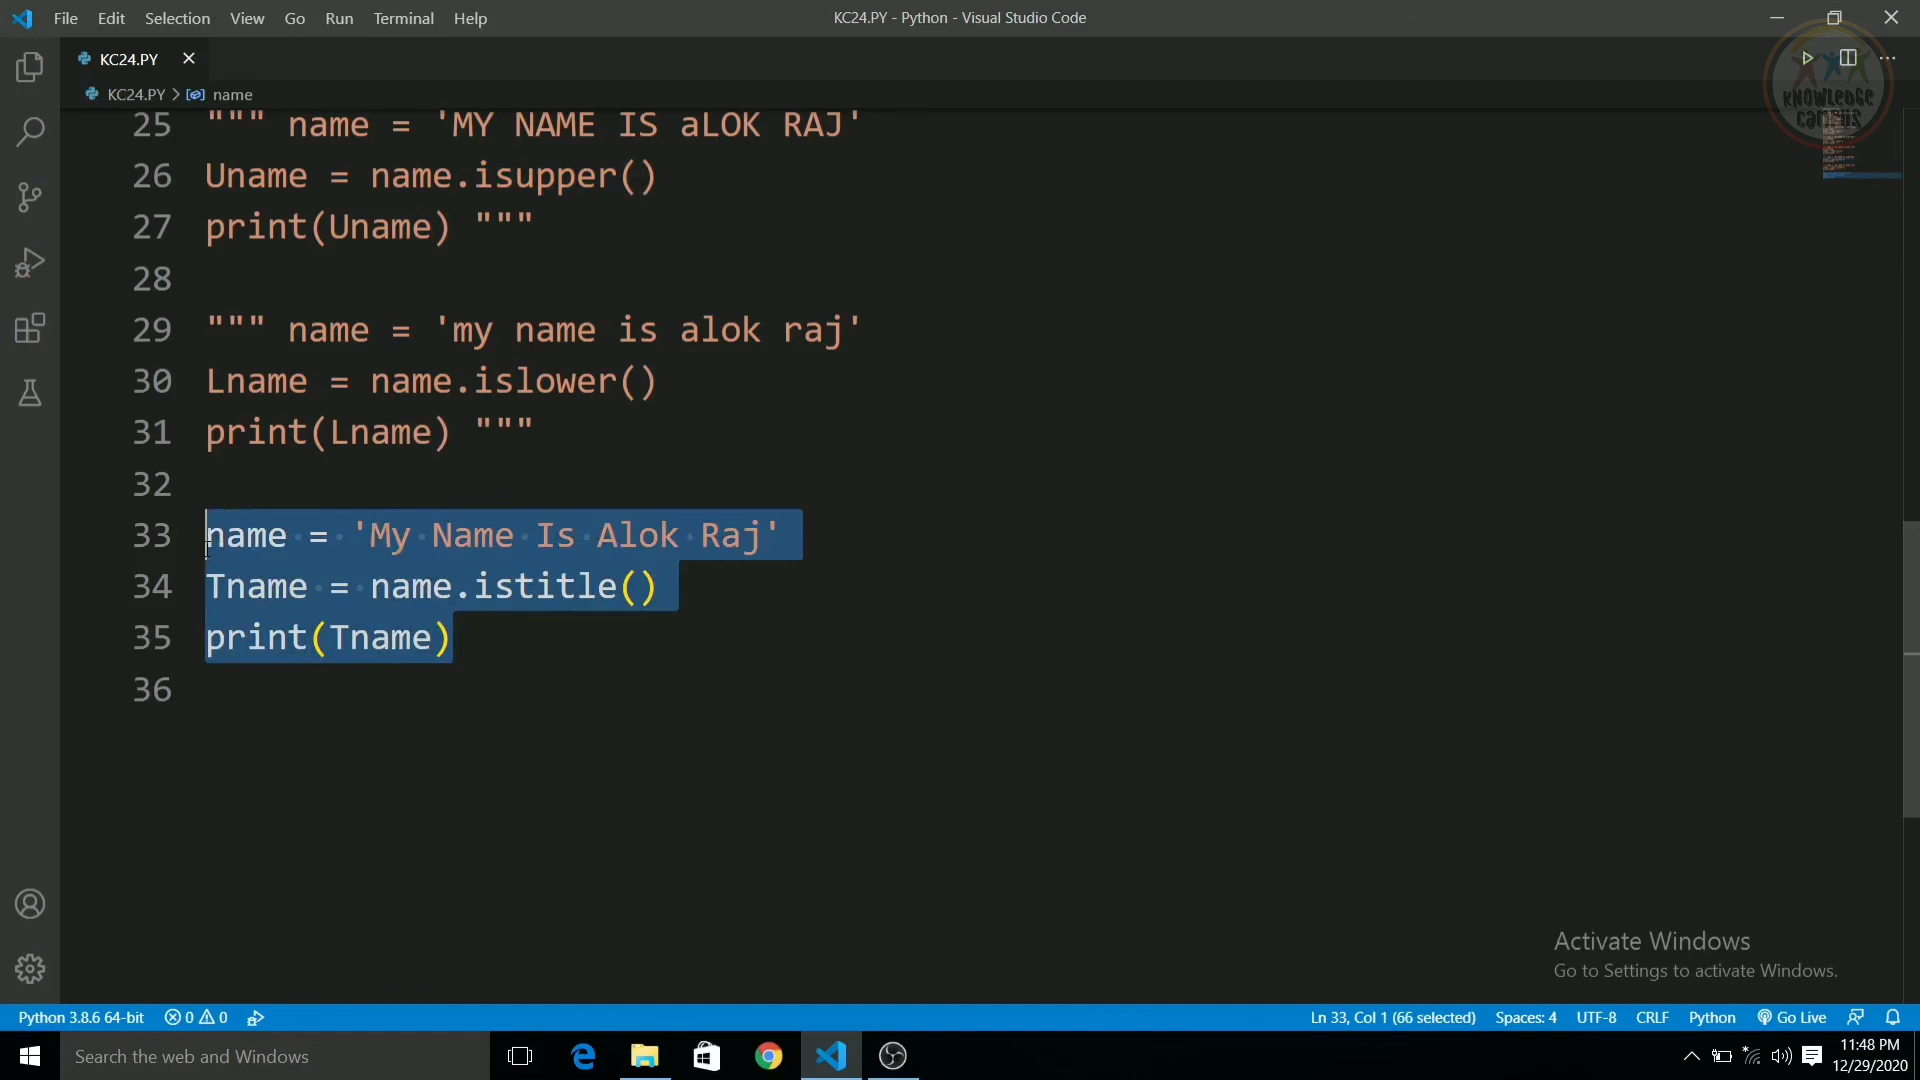 File Edit Selection View Go Run Terminal Help
KC24.PY - Python - Visual Studio Code
KC24.PY
KC24.PY > name
KNOWLEDGE
CAMPUS
25 """ name = 'MY NAME IS aLOK RAJ'
26 Uname = name.isupper()
27 print(Uname) """
28
29 """ name = 'my name is alok raj'
30 Lname = name.islower()
31 print(Lname) """
32
33 name = 'My Name Is Alok Raj'
34 Tname = name.istitle()
35 print(Tname)
36
Activate Windows
Go to Settings to activate Windows.
Python 3.8.6 64-bit 0 0 Ln 33, Col 1 (66 selected) Spaces: 4 UTF-8 CRLF Python Go Live
Search the web and Windows
11:48 PM
12/29/2020